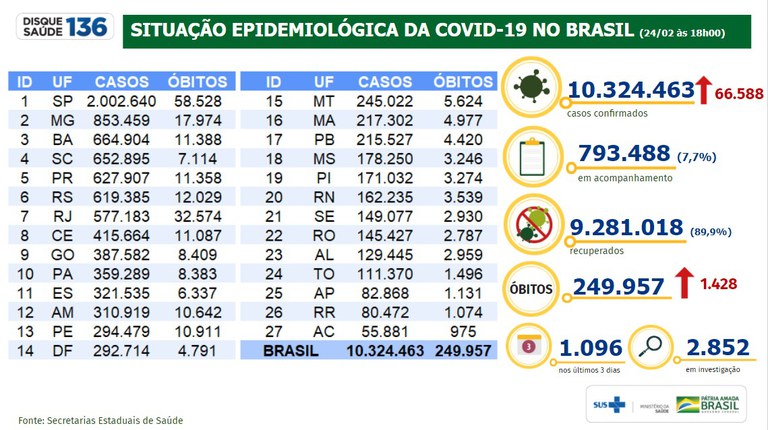 DISQUE SAÚDE 136
SITUAÇÃO EPIDEMIOLÓGICA DA COVID-19 NO BRASIL (24/02 às 18h00)
ID UF CASOS ÓBITOS
1 SP 2.002.640 58.528
2 MG 853.459 17.974
3 BA 664.904 11.388
4 SC 652.895 7.114
5 PR 627.907 11.358
6 RS 619.385 12.029
7 RJ 577.183 32.574
8 CE 415.664 11.087
9 GO 387.582 8.409
10 PA 359.289 8.383
11 ES 321.535 6.337
12 AM 310.919 10.642
13 PE 294.479 10.911
14 DF 292.714 4.791
ID UF CASOS ÓBITOS
15 MT 245.022 5.624
16 MA 217.302 4.977
17 PB 215.527 4.420
18 MS 178.250 3.246
19 PI 171.032 3.274
20 RN 162.235 3.539
21 SE 149.077 2.930
22 RO 145.427 2.787
23 AL 129.445 2.959
24 TO 111.370 1.496
25 AP 82.868 1.131
26 RR 80.472 1.074
27 AC 55.881 975
BRASIL 10.324.463 249.957
10.324.463 66.588
casos confirmados
793.488 (7,7%)
em acompanhamento
9.281.018 (89,9%)
recuperados
ÓBITOS 249.957 1.428
3 1.096
nos últimos 3 dias
2.852
em investigação
SUS
MINISTÉRIO DA SAÚDE
PÁTRIA AMADA
BRASIL
GOVERNO FEDERAL
Fonte: Secretarias Estaduais de Saúde